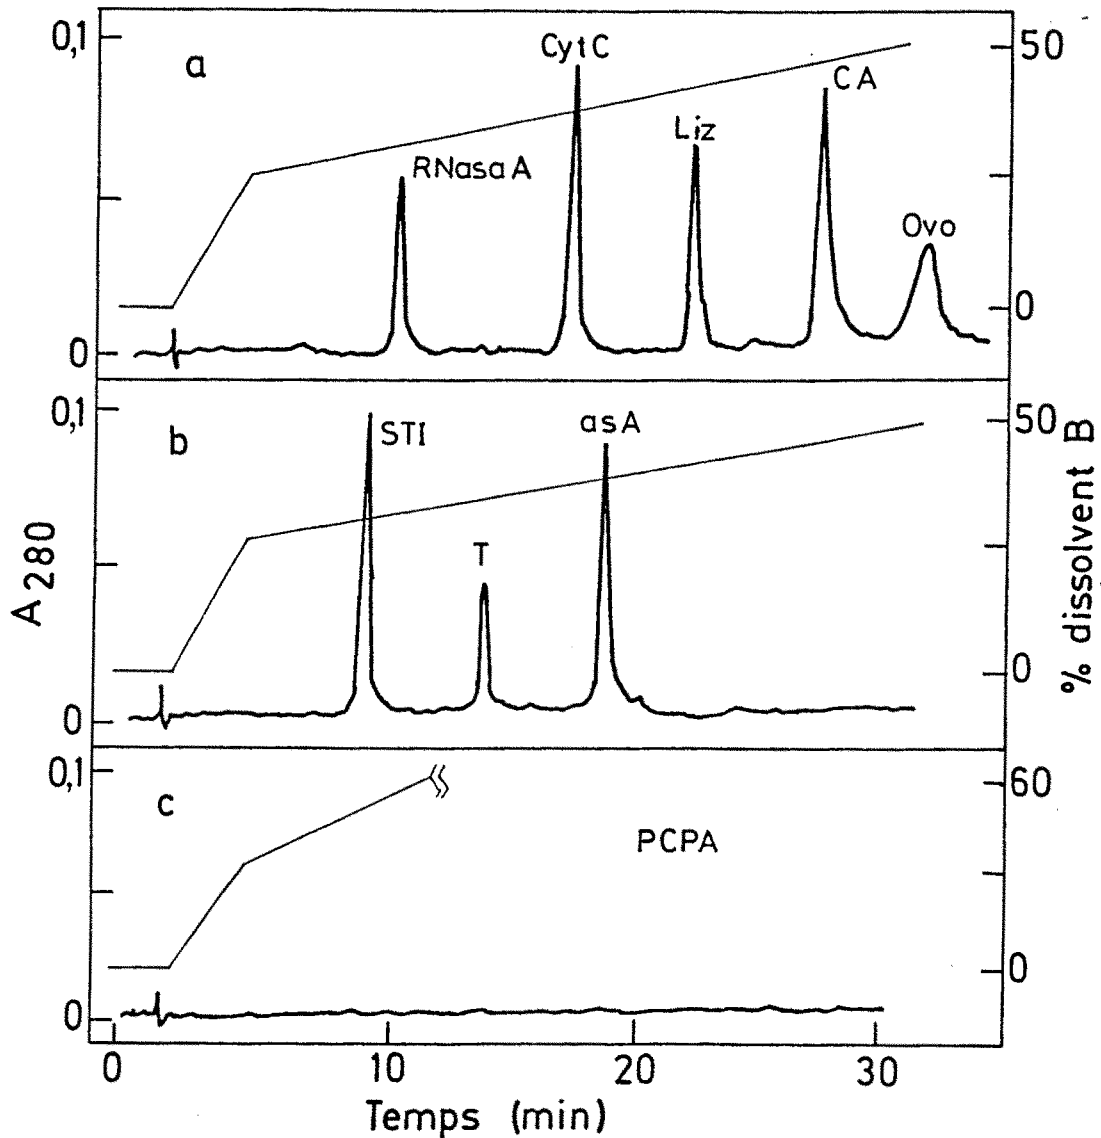 0,1
a
CytC
50
CA
Liz
RNasa A
Ovo
0
0
0,1
b
STI
asA
50
T
0
0
A280
% dissolvent B
0,1
c
60
PCPA
0
0
0
10
20
30
Temps (min)